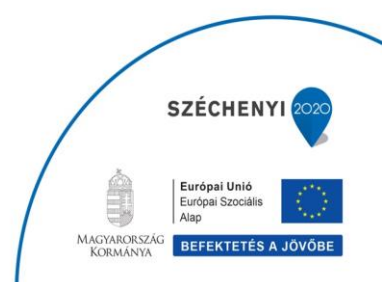 SZÉCHENYI 2020
Európai Unió
Európai Szociális
Alap
MAGYARORSZÁG
KORMÁNYA
BEFEKTETÉS A JÖVŐBE